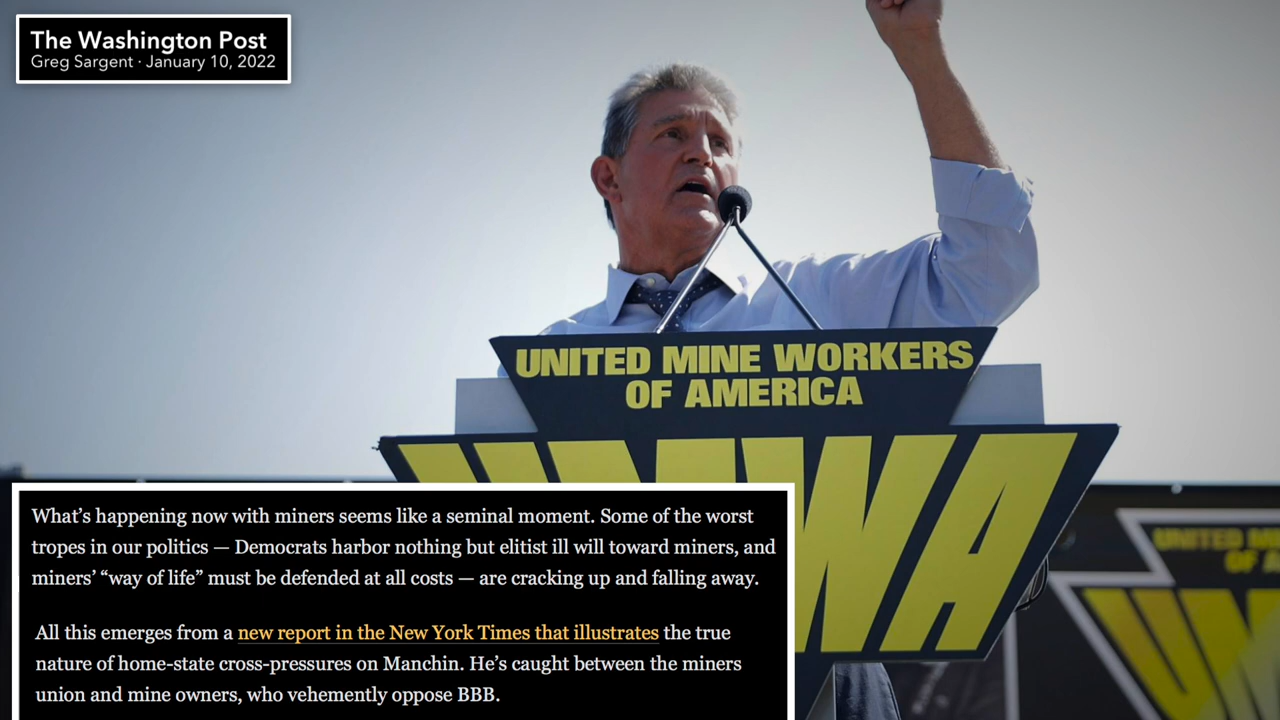 The Washington Post
Greg Sargent · January 10, 2022
UNITED MINE WORKERS
OF AMERICA
UMWA
UNITED MIN
OF A
What’s happening now with miners seems like a seminal moment. Some of the worst
tropes in our politics — Democrats harbor nothing but elitist ill will toward miners, and
miners’ “way of life” must be defended at all costs — are cracking up and falling away.
All this emerges from a new report in the New York Times that illustrates the true
nature of home-state cross-pressures on Manchin. He’s caught between the miners
union and mine owners, who vehemently oppose BBB.